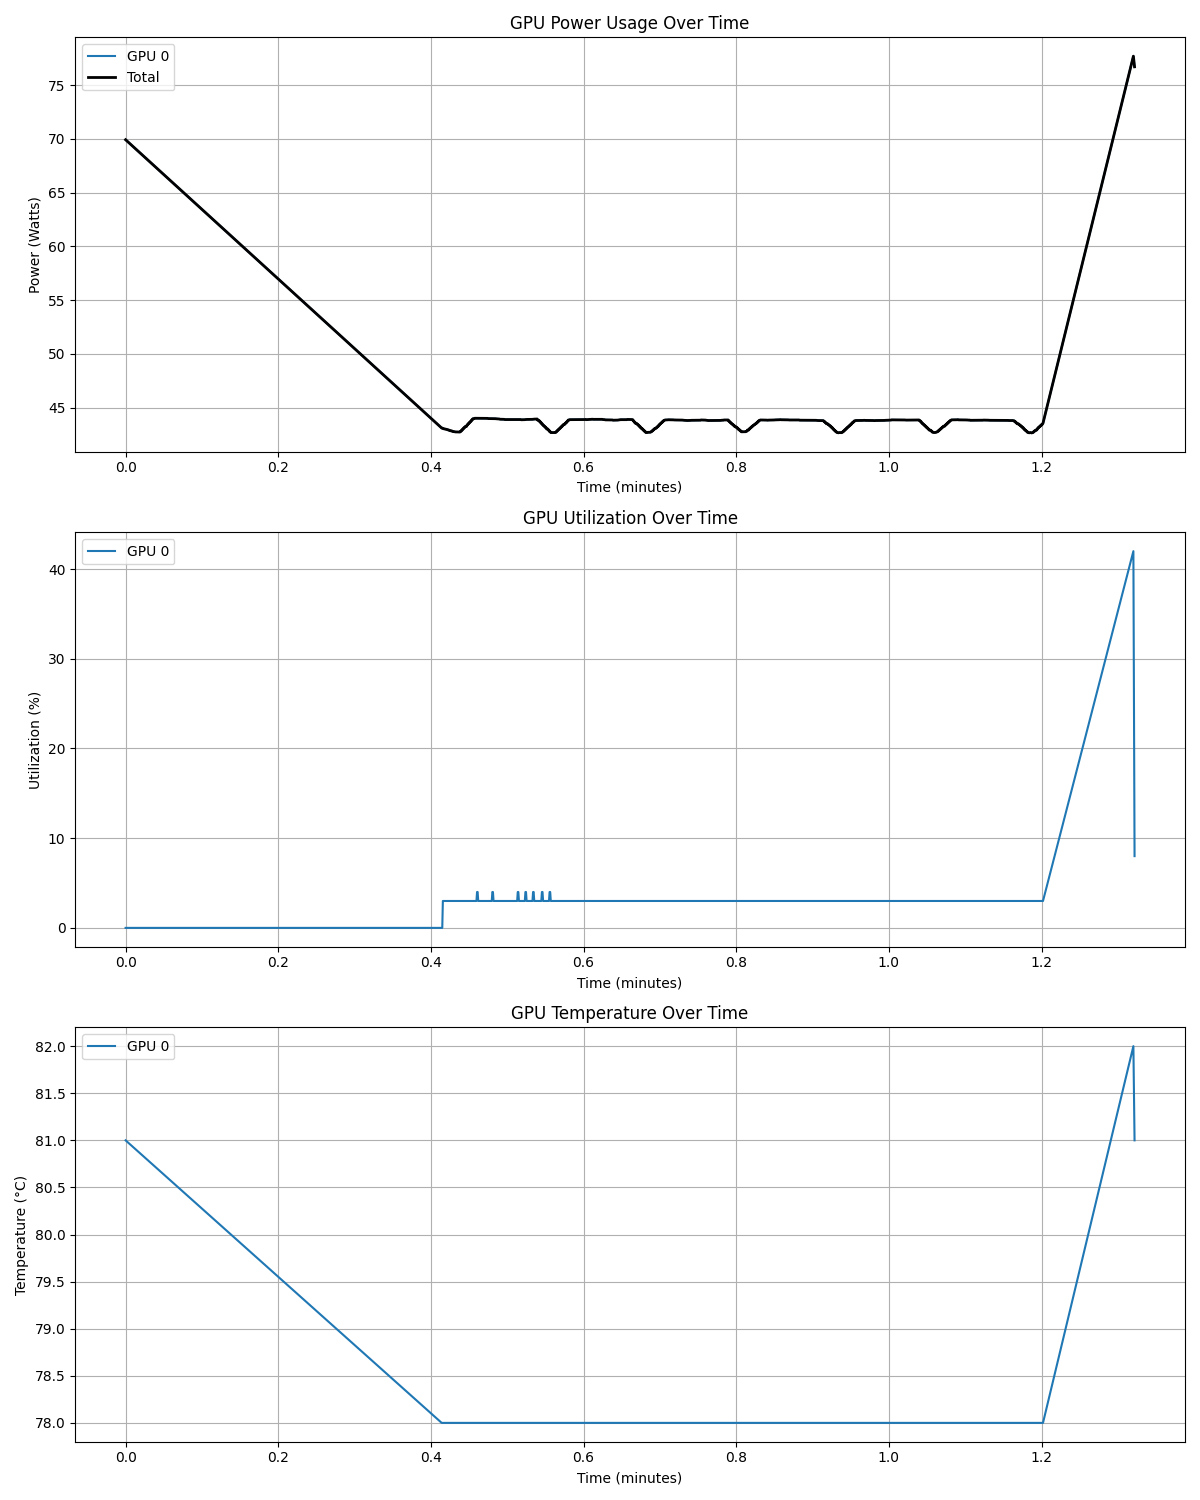 GPU Power Usage Over Time
GPU 0
Total
75
70
65
60
55
50
45
Power (Watts)
0.0 0.2 0.4 0.6 0.8 1.0 1.2
Time (minutes)
GPU Utilization Over Time
GPU 0
40
30
20
10
0
Utilization (%)
0.0 0.2 0.4 0.6 0.8 1.0 1.2
Time (minutes)
GPU Temperature Over Time
GPU 0
82.0
81.5
81.0
80.5
80.0
79.5
79.0
78.5
78.0
Temperature (°C)
0.0 0.2 0.4 0.6 0.8 1.0 1.2
Time (minutes)